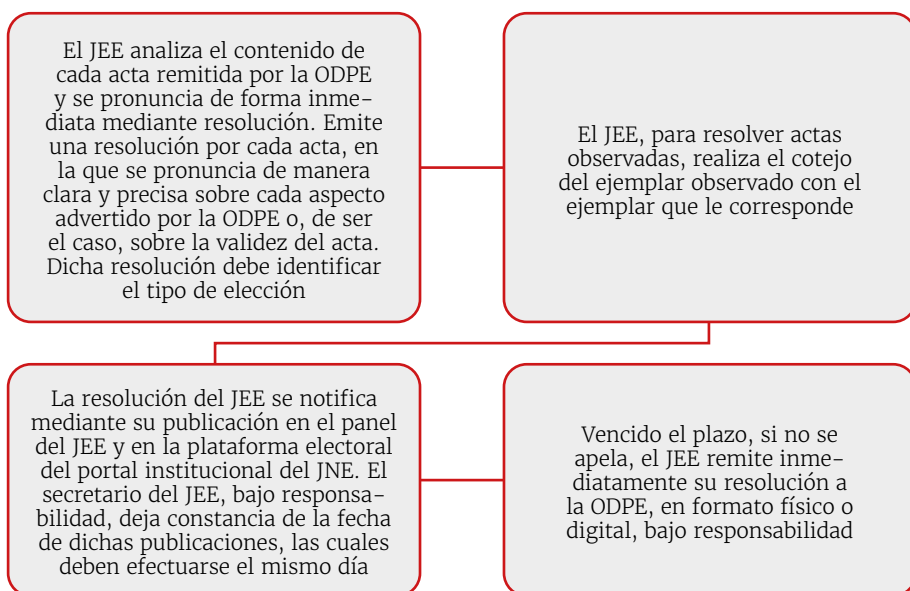 El JEE analiza el contenido de
cada acta remitida por la ODPE
y se pronuncia de forma inme-
diata mediante resolución. Emite
una resolución por cada acta, en
la que se pronuncia de manera
clara y precisa sobre cada aspecto
advertido por la ODPE o, de ser
el caso, sobre la validez del acta.
Dicha resolución debe identificar
el tipo de elección
El JEE, para resolver actas
observadas, realiza el cotejo
del ejemplar observado con el
ejemplar que le corresponde
La resolución del JEE se notifica
mediante su publicación en el panel
del JEE y en la plataforma electoral
del portal institucional del JNE. El
secretario del JEE, bajo responsa-
bilidad, deja constancia de la fecha
de dichas publicaciones, las cuales
deben efectuarse el mismo día
Vencido el plazo, si no se
apela, el JEE remite inme-
diatamente su resolución a
la ODPE, en formato físico o
digital, bajo responsabilidad